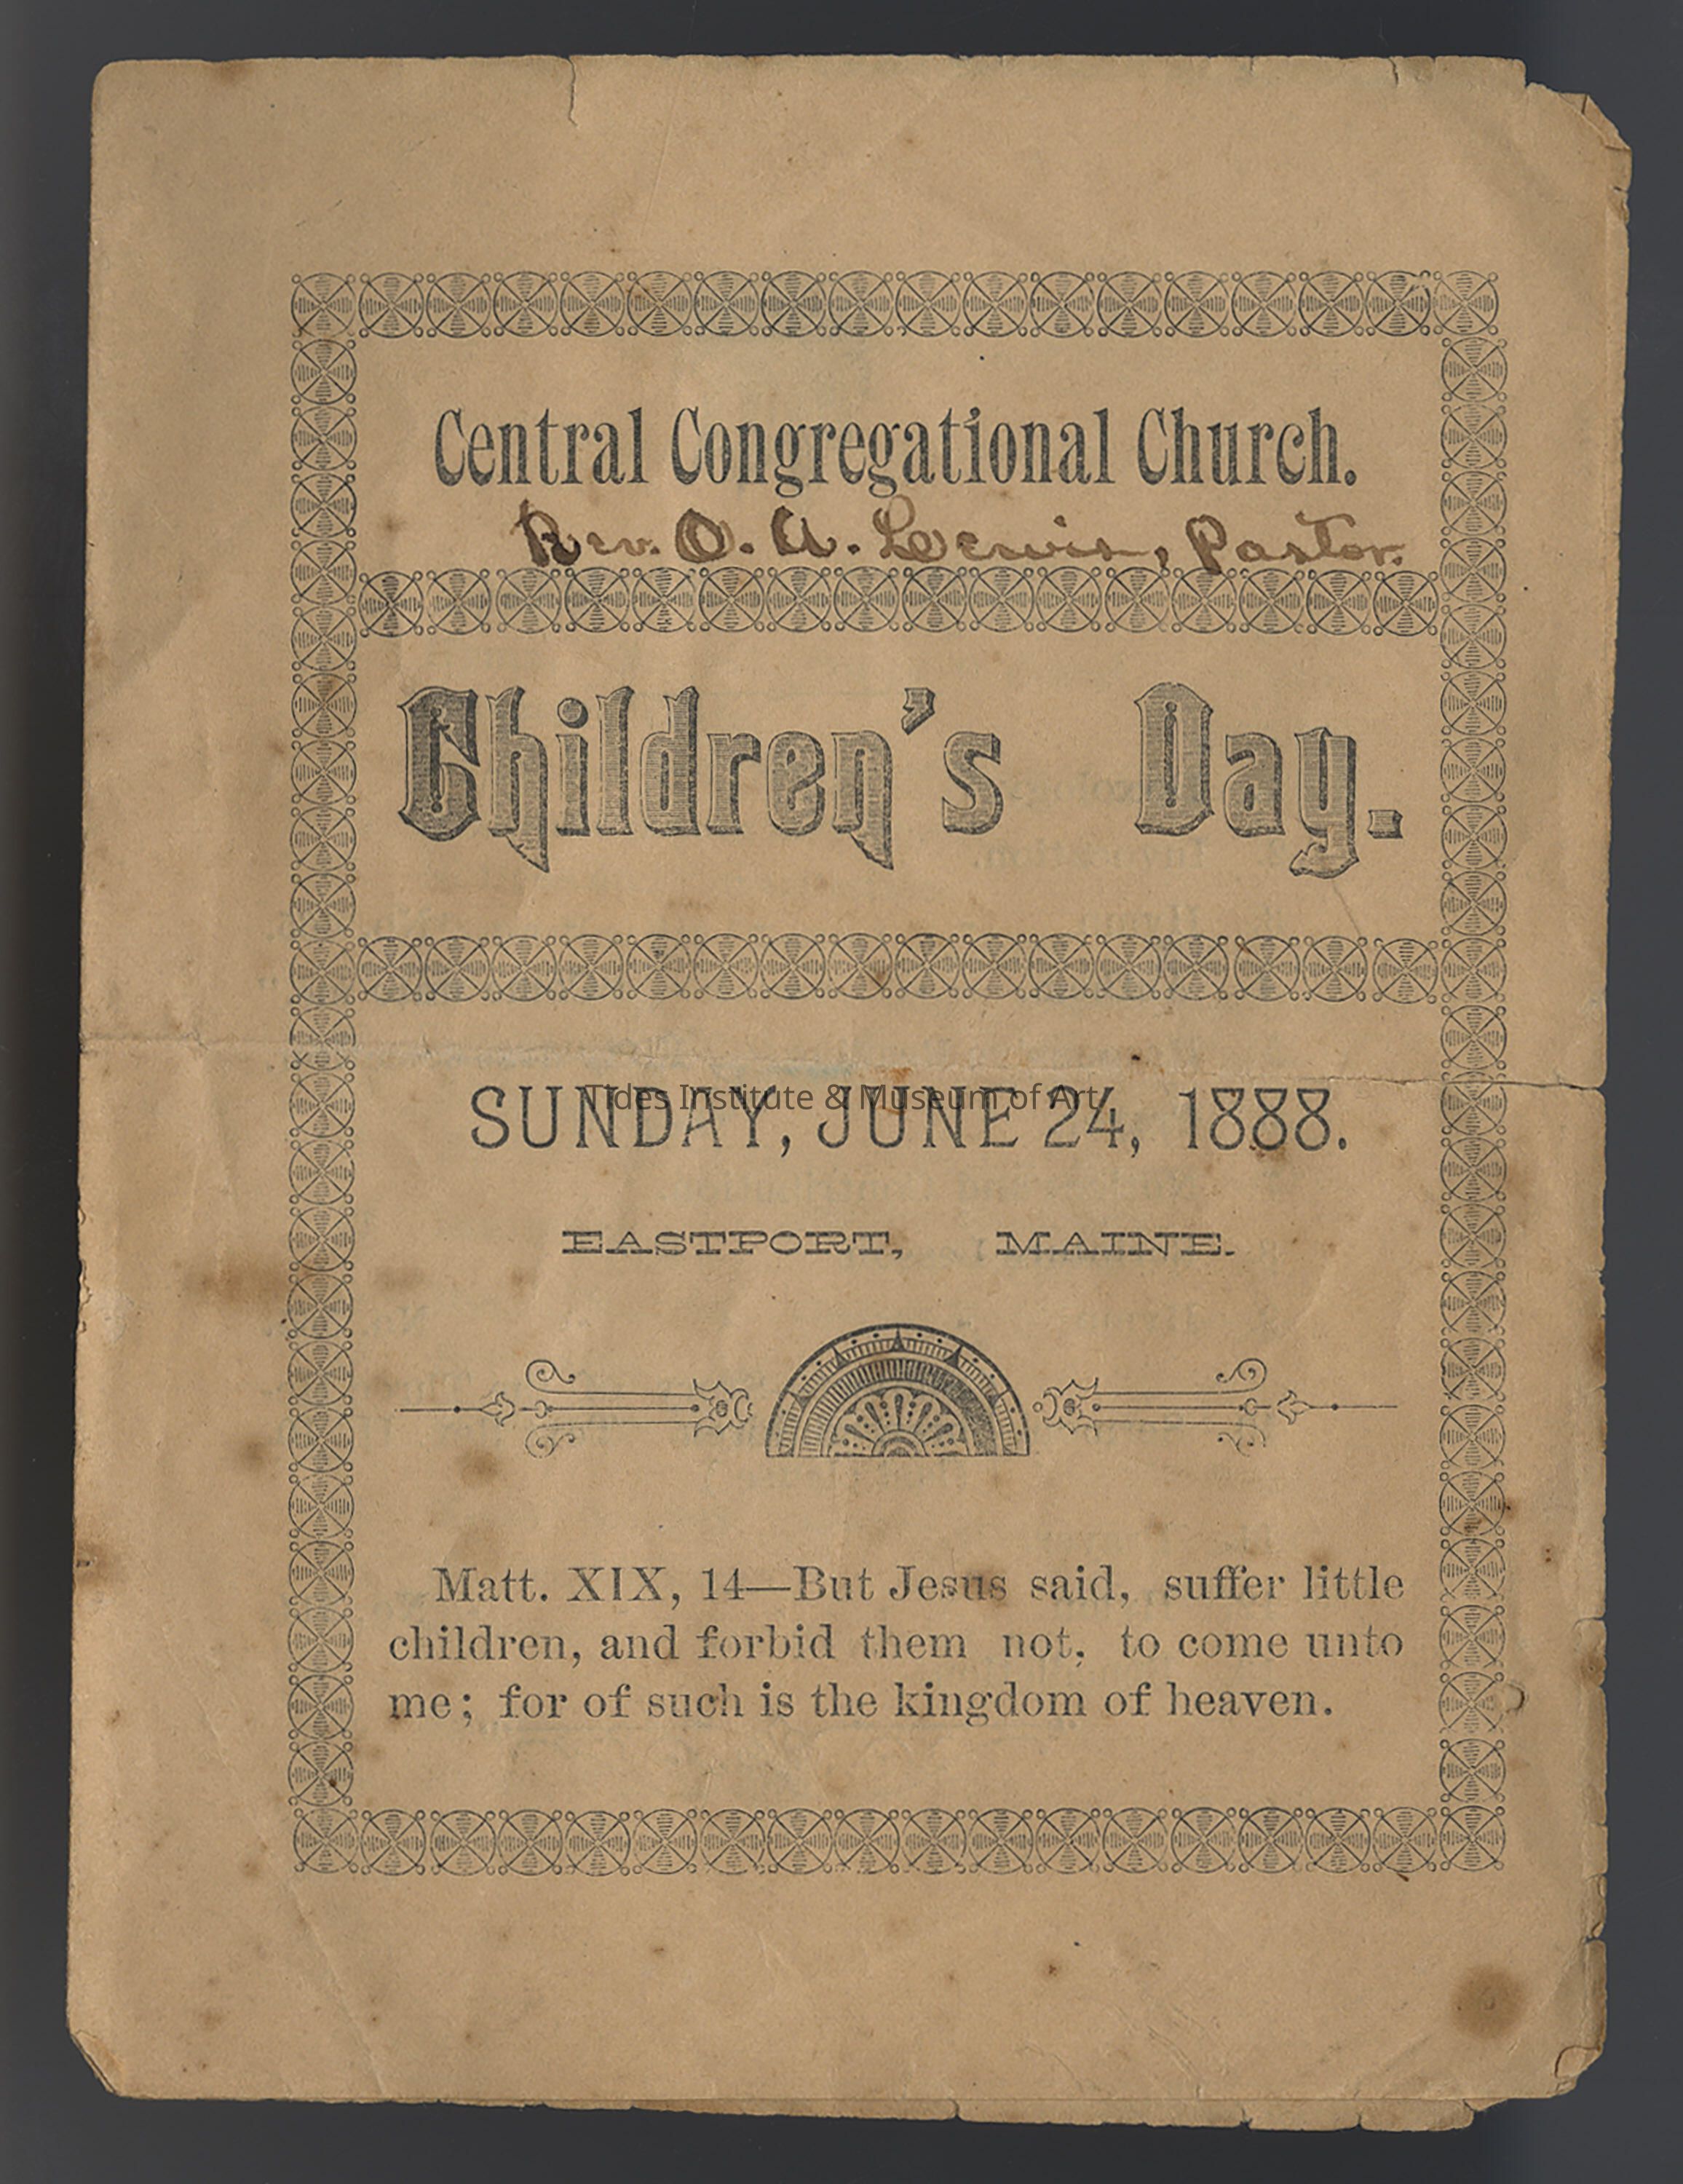 Central Congregational Church.
Rev. O. A. Lewis, Pastor.
Children's Day.
Tides Institute & Museum of Art
SUNDAY, JUNE 24, 1888.
EASTPORT, MAINE.
Matt. XIX, 14—But Jesus said, suffer little
children, and forbid them not, to come unto
me; for of such is the kingdom of heaven.